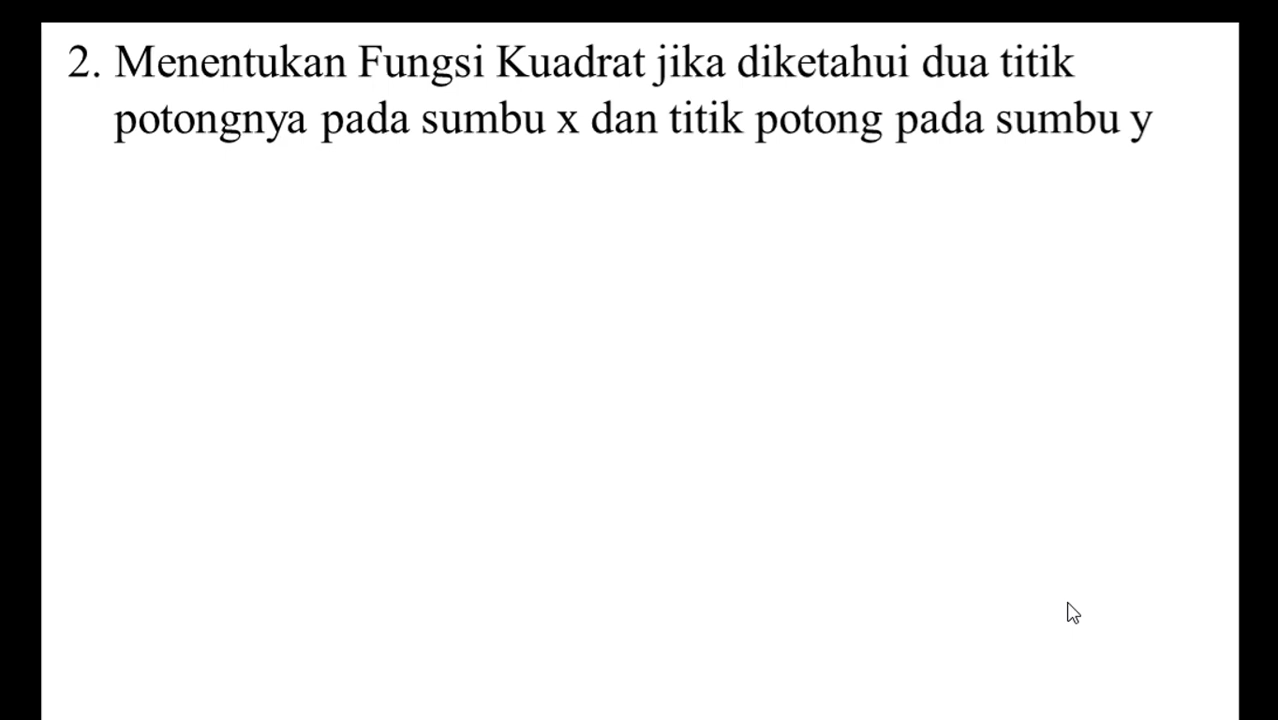 2. Menentukan Fungsi Kuadrat jika diketahui dua titik
potongnya pada sumbu x dan titik potong pada sumbu y